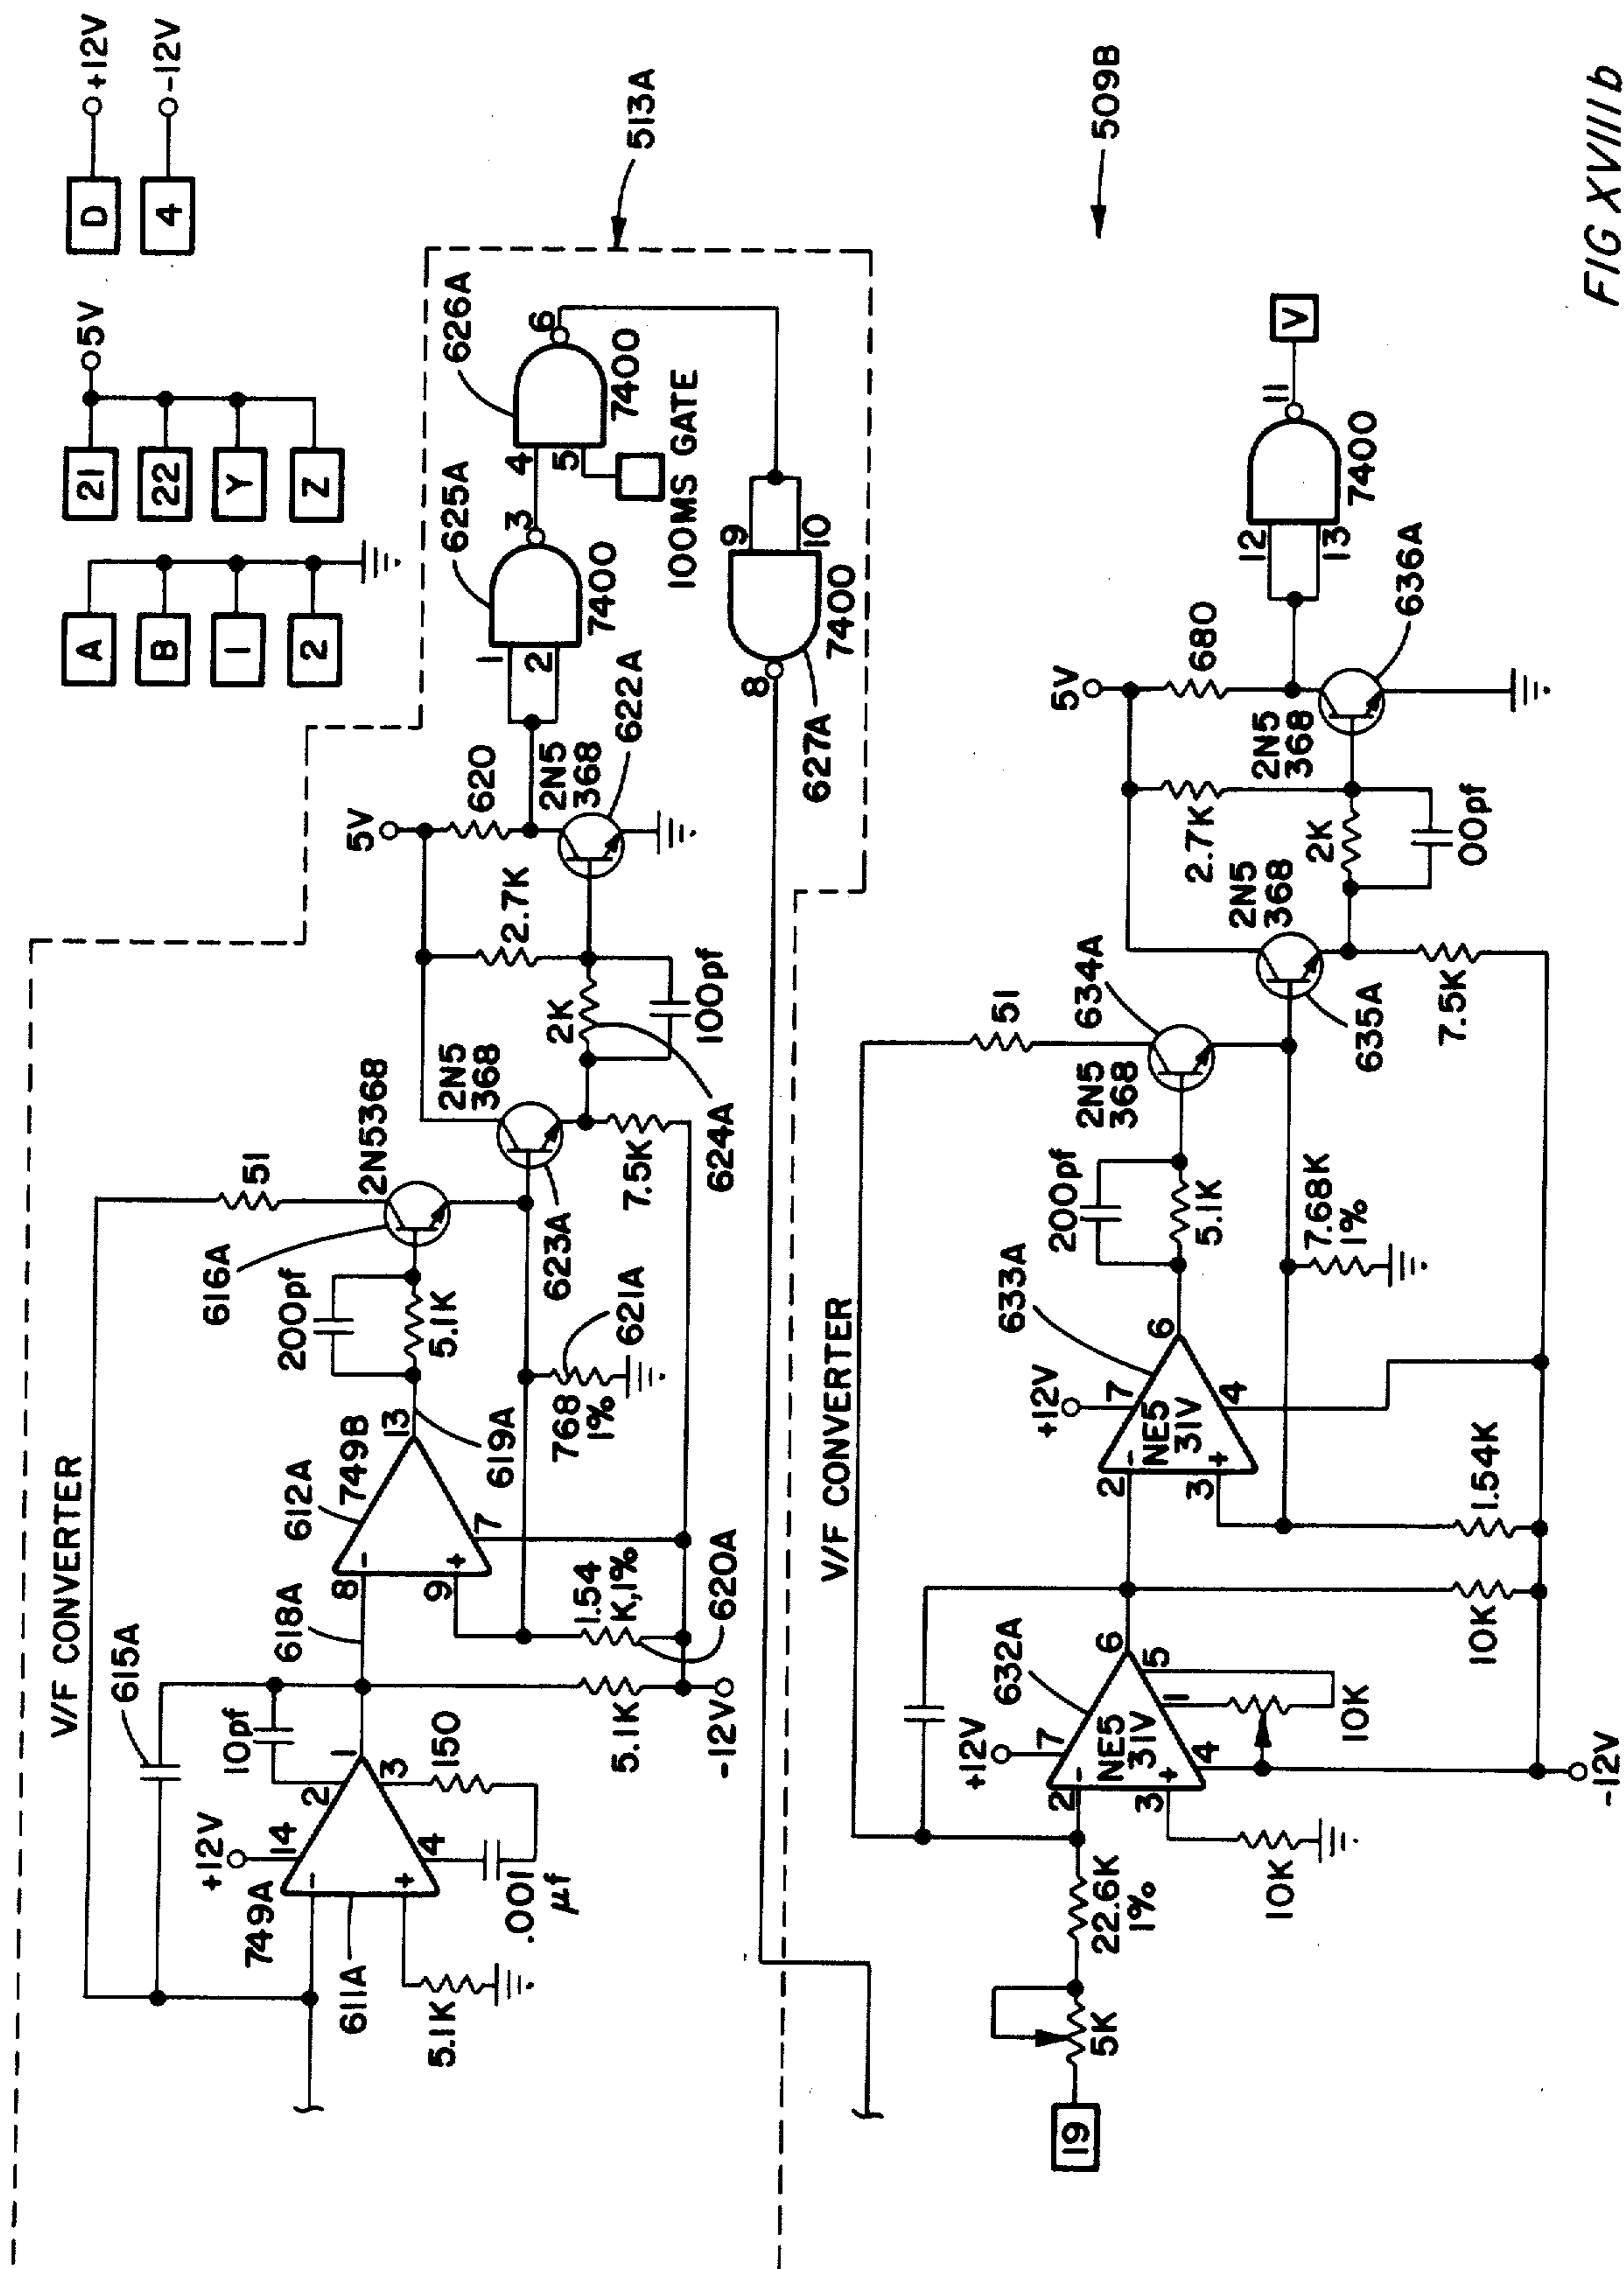 A
B
1
2
21
22
Y
Z
5V
D
+12V
4
-12V
V/F CONVERTER
615A
+12V
749A
14
10pf
2
1
3
150
4
.001
µf
611A
5.1K
618A
5.1K
-12V
612A
749B
8
9
13
7
619A
1.54
K,1%
620A
768
1%
621A
200pf
5.1K
616A
51
2N5368
623A
2N5
368
7.5K
2K
624A
100pf
2.7K
5V
620
2N5
368
622A
1
2
3
625A
7400
4
5
6
626A
7400
100MS GATE
9
10
8
7400
627A
513A
V/F CONVERTER
19
5K
22.6K
1%
+12V
2
7
632A
NE5
31V
3
4
6
1
5
10K
10K
10K
-12V
+12V
2
7
633A
NE5
31V
3
4
6
1.54K
200pf
5.1K
7.68K
1%
51
2N5
368
634A
2N5
368
635A
7.5K
2K
00pf
2.7K
5V
680
2N5
368
636A
12
13
11
7400
V
509B
FIG XVIII b